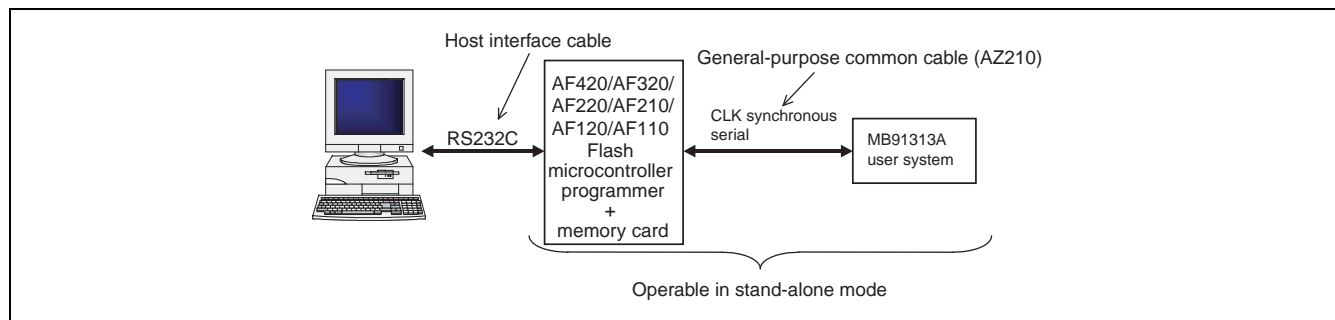 Host interface cable
General-purpose common cable (AZ210)
RS232C
AF420/AF320/
AF220/AF210/
AF120/AF110
Flash
microcontroller
programmer
+
memory card
CLK synchronous
serial
MB91313A
user system
Operable in stand-alone mode